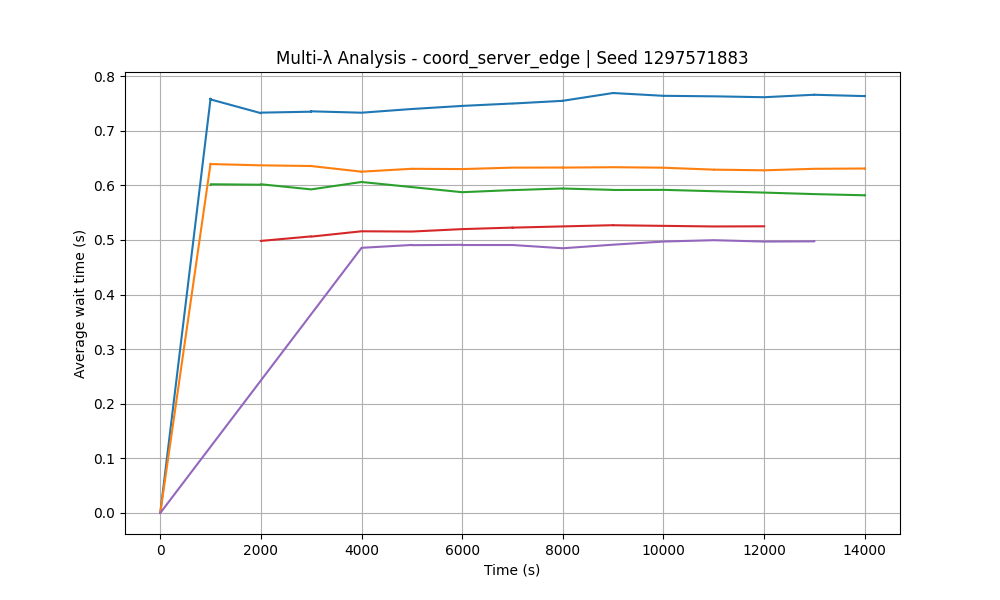 Multi-λ Analysis - coord_server_edge | Seed 1297571883
0.8
0.7
0.6
0.5
0.4
0.3
0.2
0.1
0.0
Average wait time (s)
0 2000 4000 6000 8000 10000 12000 14000
Time (s)